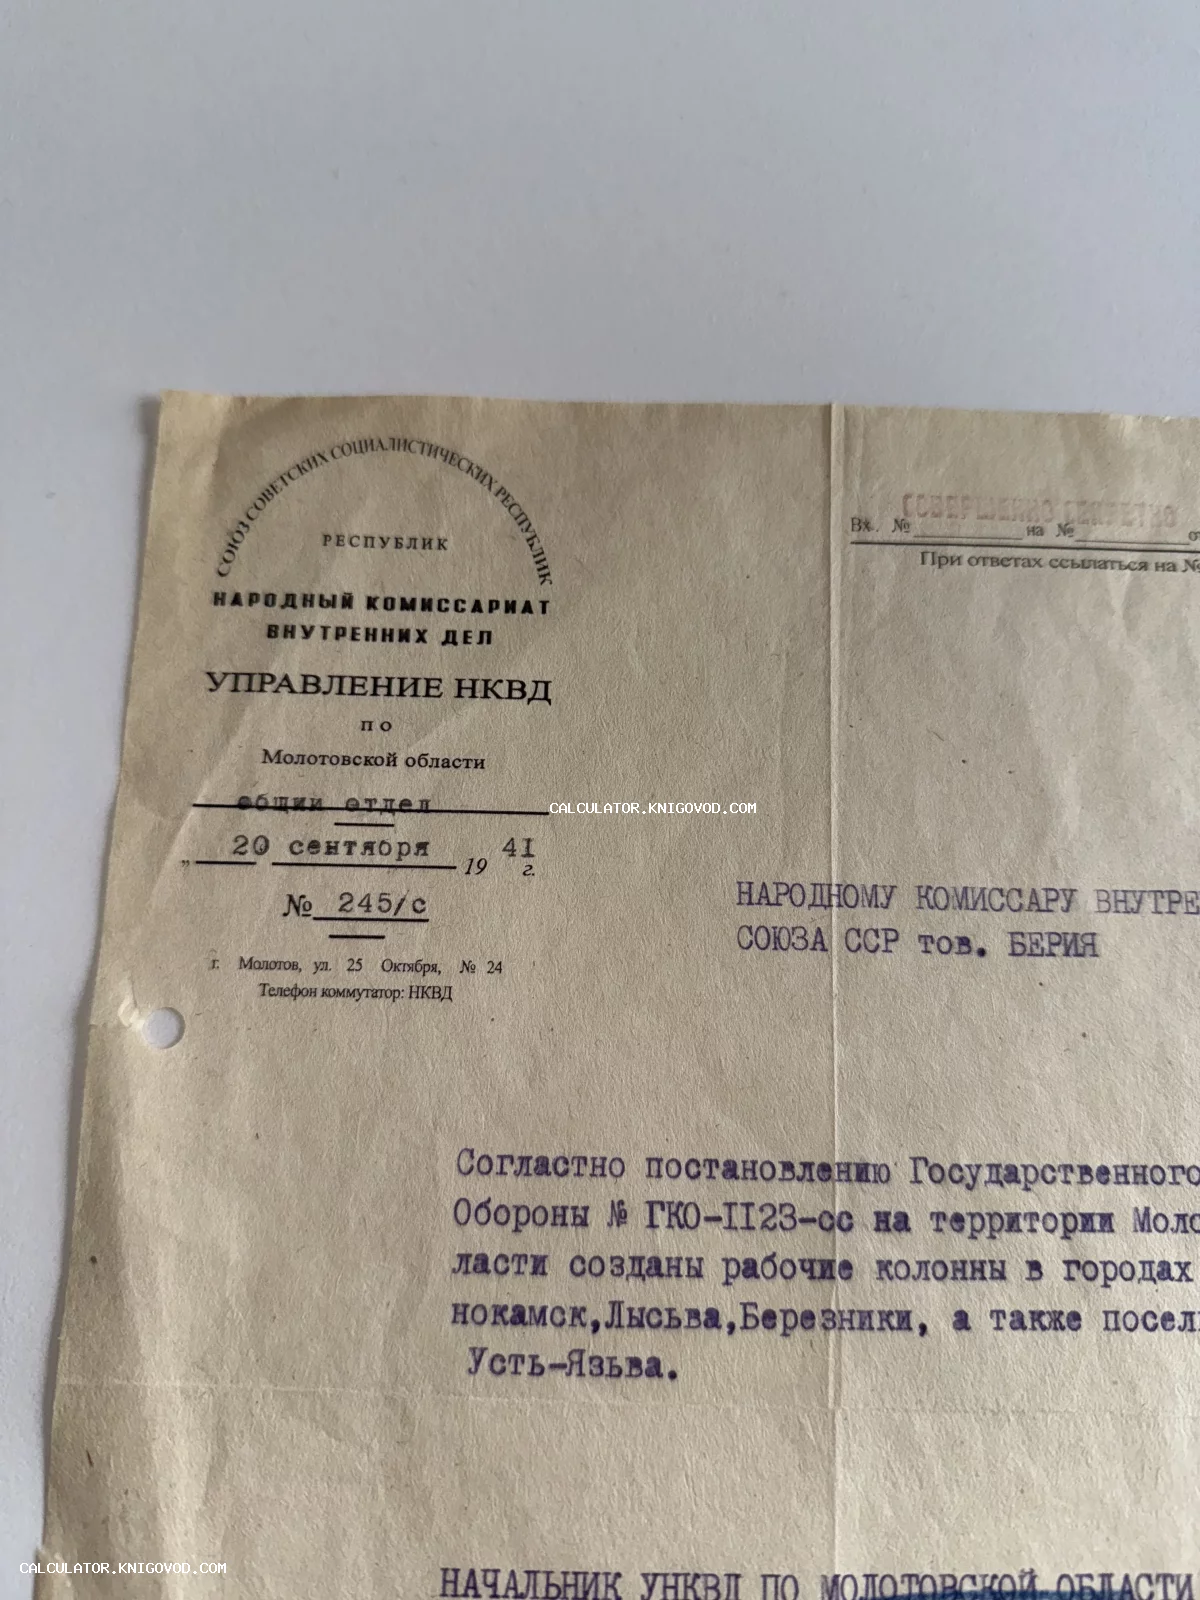 СОЮЗ СОВЕТСКИХ СОЦИАЛИСТИЧЕСКИХ РЕСПУБЛИК
РЕСПУБЛИК
НАРОДНЫЙ КОМИССАРИАТ
ВНУТРЕННИХ ДЕЛ
УПРАВЛЕНИЕ НКВД
по
Молотовской области
общий отдел
„ 20 сентября 19 41 г.
№ 245/с
г. Молотов, ул. 25 Октября, № 24
Телефон коммутатор: НКВД
Вх. № на №
При ответах ссылаться на №
CALCULATOR.KNIGOVOD.COM
НАРОДНОМУ КОМИССАРУ ВНУТРЕ
СОЮЗА ССР тов. БЕРИЯ
Согластно постановлению Государственного
Обороны № ГКО-II23-сс на территории Моло
ласти созданы рабочие колонны в городах
нокамск,Лысьва,Березники, а также посел
Усть-Язьва.
CALCULATOR.KNIGOVOD.COM
НАЧАЛЬНИК УНКВД ПО МОЛОТОВСКОЙ ОБЛАСТИ